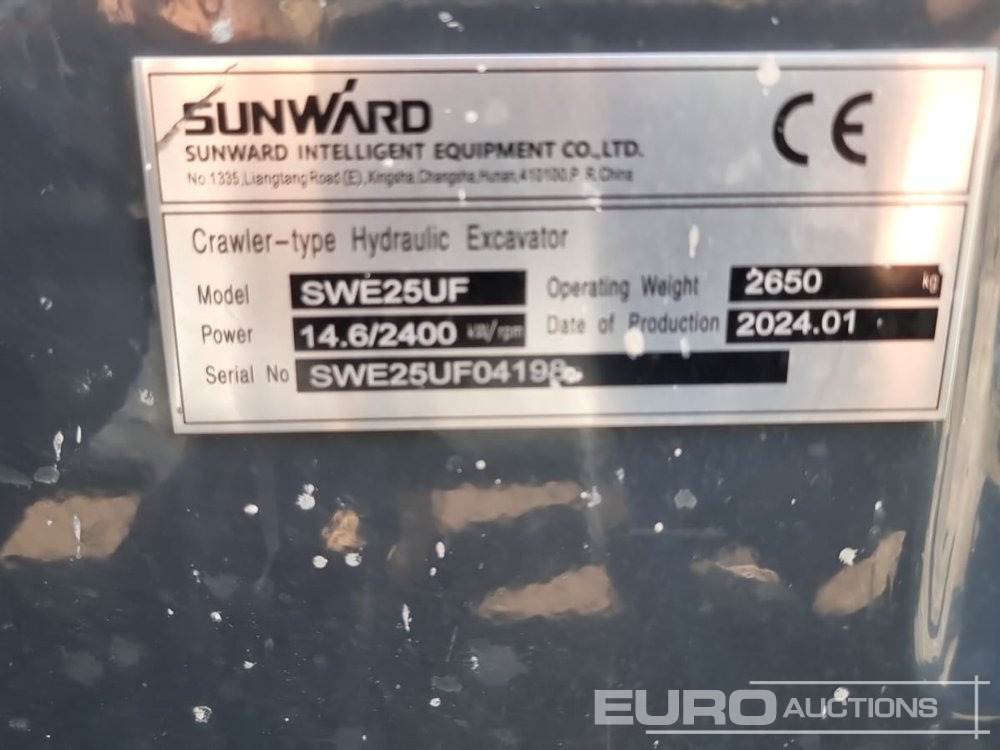 SUNWARD
SUNWARD INTELLIGENT EQUIPMENT CO.,LTD.
No.1335,Liangtang Road(E),Xingsha,Changsha,Hunan,410100,P. R. China
CE
Crawler-type Hydraulic Excavator
Model SWE25UF Operating Weight 2650 kg
Power 14.6/2400 kW/rpm Date of Production 2024.01
Serial No SWE25UF04198
EURO AUCTIONS